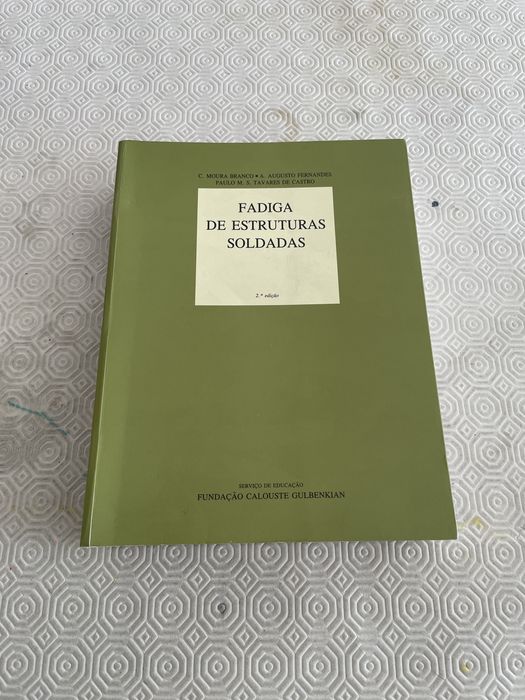 C. MOURA BRANCO • A. AUGUSTO FERNANDES
PAULO M. S. TAVARES DE CASTRO
FADIGA
DE ESTRUTURAS
SOLDADAS
2.ª edição
SERVIÇO DE EDUCAÇÃO
FUNDAÇÃO CALOUSTE GULBENKIAN